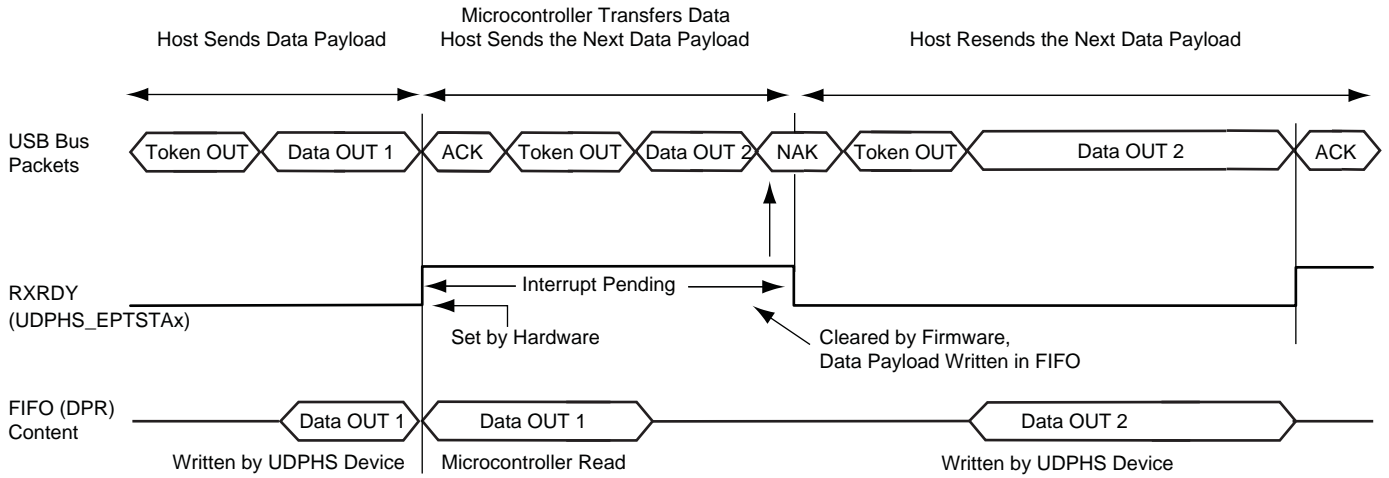 Microcontroller Transfers Data
Host Sends Data Payload
Host Sends the Next Data Payload
Host Resends the Next Data Payload
USB Bus
Packets
Token OUT
Data OUT 1
ACK
Token OUT
Data OUT 2
NAK
Token OUT
Data OUT 2
ACK
RXRDY
(UDPHS_EPTSTAx)
Interrupt Pending
Set by Hardware
Cleared by Firmware,
Data Payload Written in FIFO
FIFO (DPR)
Content
Data OUT 1
Data OUT 1
Data OUT 2
Written by UDPHS Device
Microcontroller Read
Written by UDPHS Device